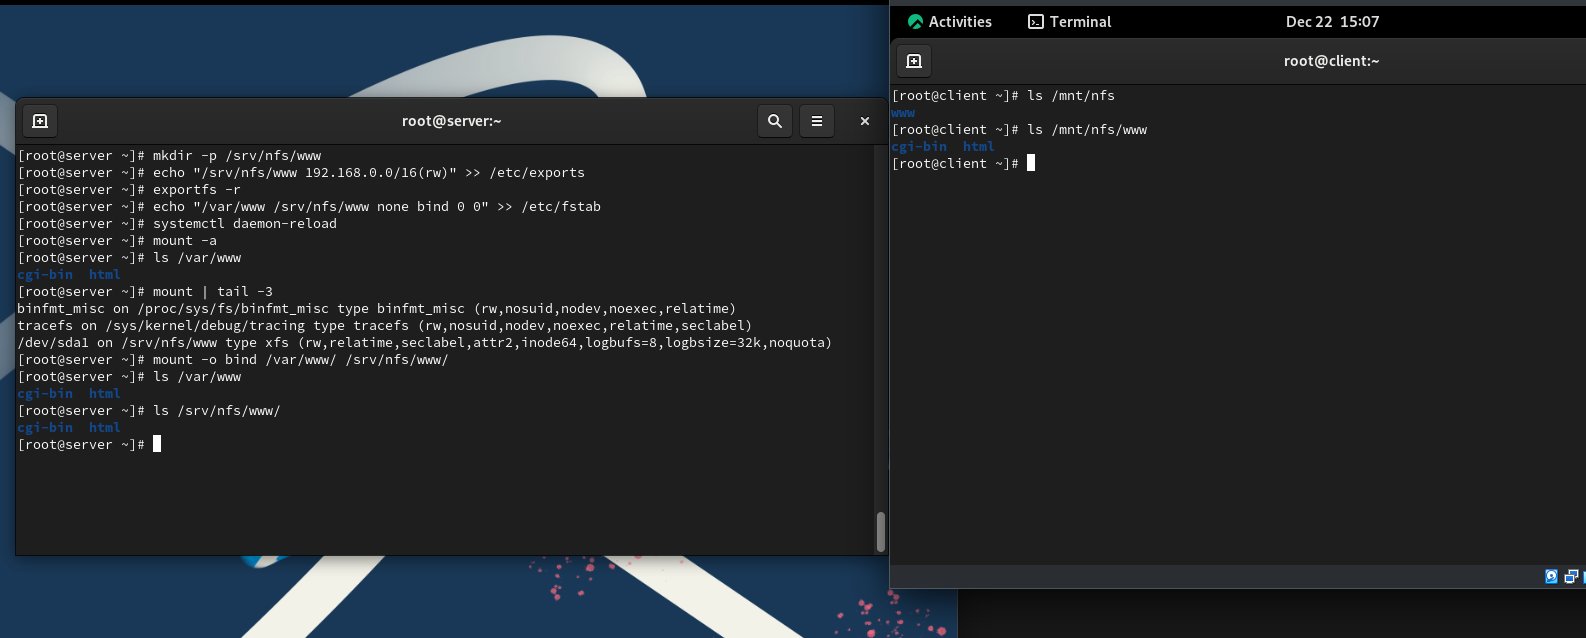 root@server:~
[root@server ~]# mkdir -p /srv/nfs/www
[root@server ~]# echo "/srv/nfs/www 192.168.0.0/16(rw)" >> /etc/exports
[root@server ~]# exportfs -r
[root@server ~]# echo "/var/www /srv/nfs/www none bind 0 0" >> /etc/fstab
[root@server ~]# systemctl daemon-reload
[root@server ~]# mount -a
[root@server ~]# ls /var/www
cgi-bin  html
[root@server ~]# mount | tail -3
binfmt_misc on /proc/sys/fs/binfmt_misc type binfmt_misc (rw,nosuid,nodev,noexec,relatime)
tracefs on /sys/kernel/debug/tracing type tracefs (rw,nosuid,nodev,noexec,relatime,seclabel)
/dev/sda1 on /srv/nfs/www type xfs (rw,relatime,seclabel,attr2,inode64,logbufs=8,logbsize=32k,noquota)
[root@server ~]# mount -o bind /var/www/ /srv/nfs/www/
[root@server ~]# ls /var/www
cgi-bin  html
[root@server ~]# ls /srv/nfs/www/
cgi-bin  html
[root@server ~]#
Activities Terminal Dec 22 15:07
root@client:~
[root@client ~]# ls /mnt/nfs
www
[root@client ~]# ls /mnt/nfs/www
cgi-bin  html
[root@client ~]#